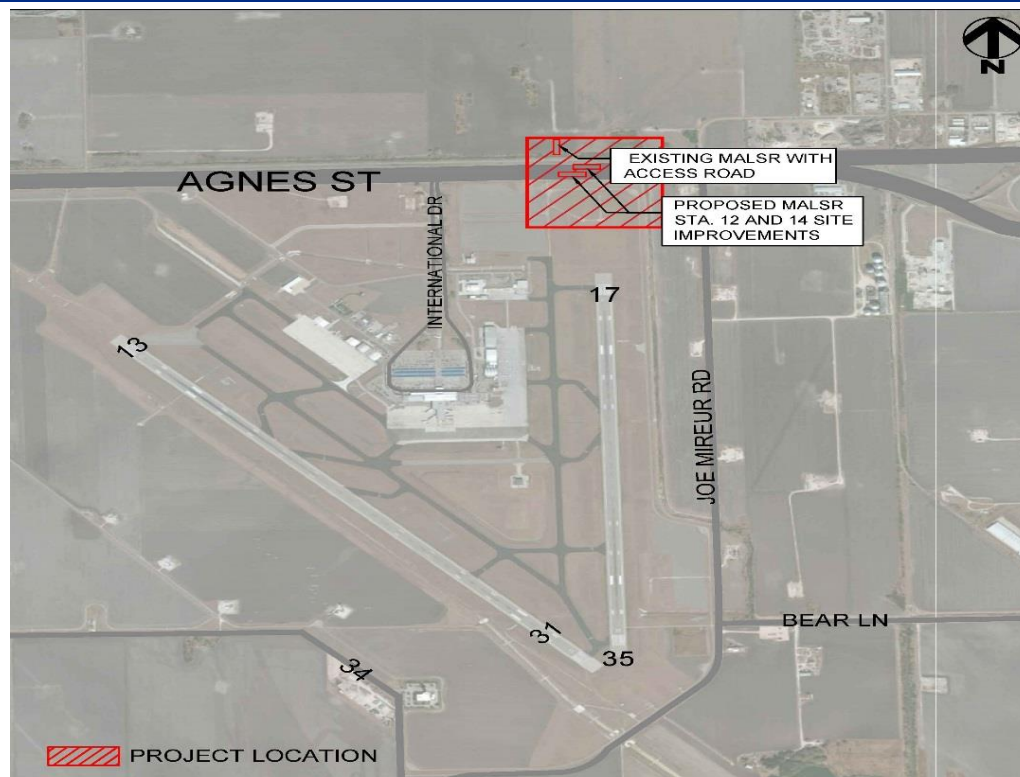 N
EXISTING MALSR WITH
ACCESS ROAD
AGNES ST
PROPOSED MALSR
STA. 12 AND 14 SITE
IMPROVEMENTS
INTERNATIONAL DR
17
13
JOE MIREUR RD
BEAR LN
31
35
34
PROJECT LOCATION